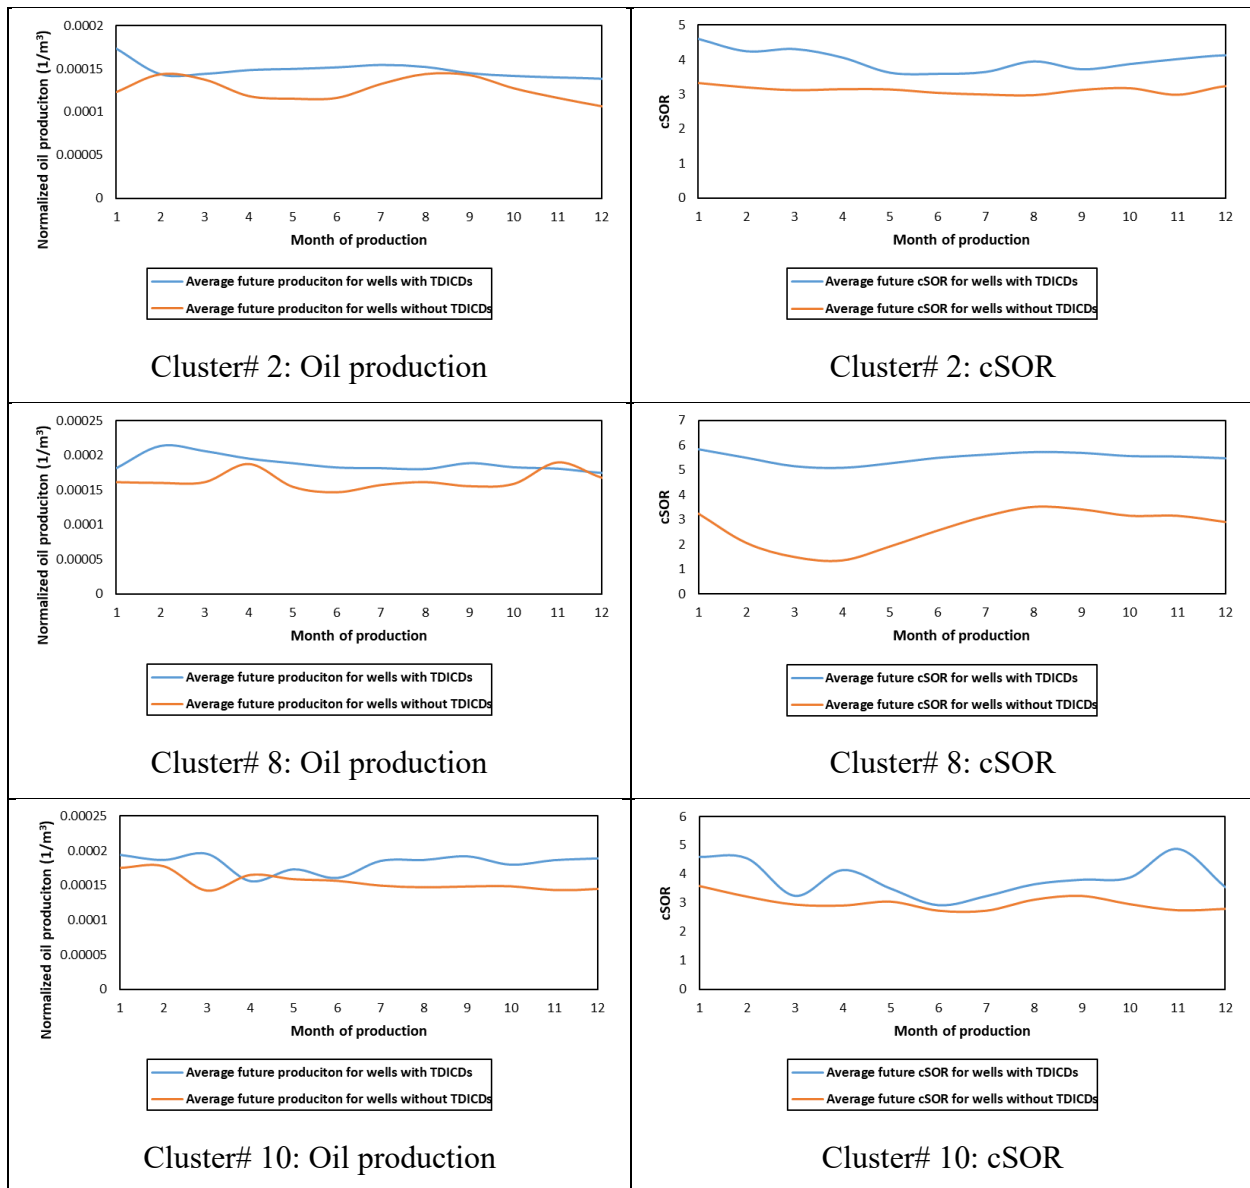 Normalized oil produciton (1/m³)
0.0002
0.00015
0.0001
0.00005
0
1 2 3 4 5 6 7 8 9 10 11 12
Month of production
Average future produciton for wells with TDICDs
Average future produciton for wells without TDICDs
Cluster# 2: Oil production
cSOR
5
4
3
2
1
0
1 2 3 4 5 6 7 8 9 10 11 12
Month of production
Average future cSOR for wells with TDICDs
Average future cSOR for wells without TDICDs
Cluster# 2: cSOR
Normalized oil produciton (1/m³)
0.00025
0.0002
0.00015
0.0001
0.00005
0
1 2 3 4 5 6 7 8 9 10 11 12
Month of production
Average future produciton for wells with TDICDs
Average future produciton for wells without TDICDs
Cluster# 8: Oil production
cSOR
7
6
5
4
3
2
1
0
1 2 3 4 5 6 7 8 9 10 11 12
Month of production
Average future cSOR for wells with TDICDs
Average future cSOR for wells without TDICDs
Cluster# 8: cSOR
Normalized oil produciton (1/m³)
0.00025
0.0002
0.00015
0.0001
0.00005
0
1 2 3 4 5 6 7 8 9 10 11 12
Month of production
Average future produciton for wells with TDICDs
Average future produciton for wells without TDICDs
Cluster# 10: Oil production
cSOR
6
5
4
3
2
1
0
1 2 3 4 5 6 7 8 9 10 11 12
Month of production
Average future cSOR for wells with TDICDs
Average future cSOR for wells without TDICDs
Cluster# 10: cSOR